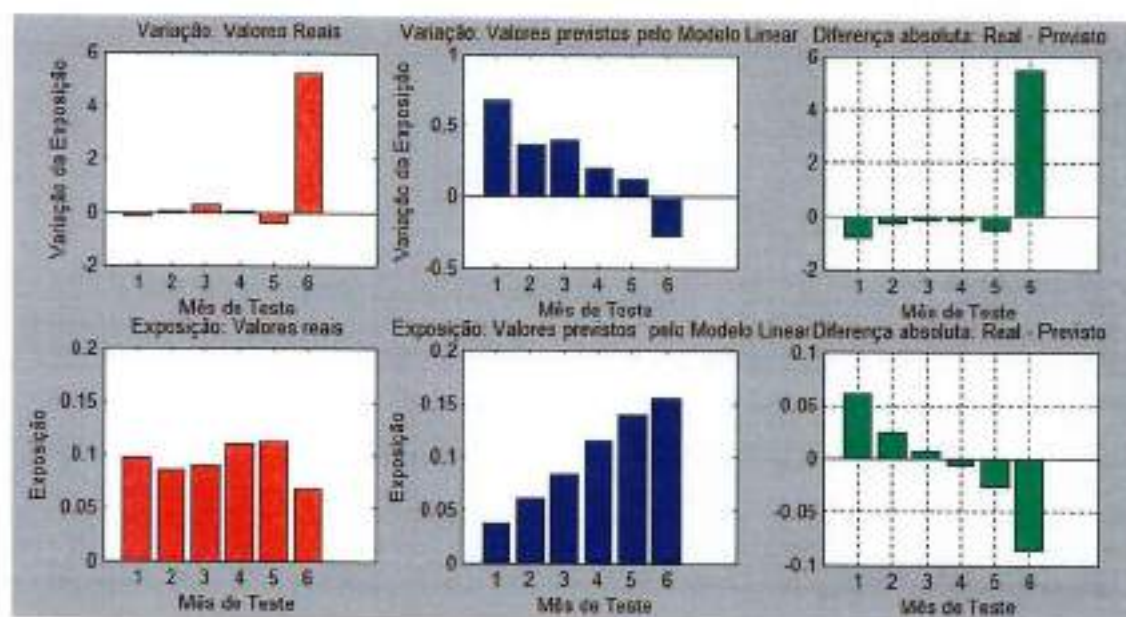 Variação: Valores Reais
Variação da Exposição
6
4
2
0
-2
1 2 3 4 5 6
Mês de Teste
Variação: Valores previstos pelo Modelo Linear
Variação da Exposição
1
0.5
0
-0.5
1 2 3 4 5 6
Mês de Teste
Diferença absoluta: Real - Previsto
6
4
2
0
-2
1 2 3 4 5 6
Mês de Teste
Exposição: Valores reais
Exposição
0.2
0.15
0.1
0.05
0
1 2 3 4 5 6
Mês de Teste
Exposição: Valores previstos pelo Modelo Linear
Exposição
0.2
0.15
0.1
0.05
0
1 2 3 4 5 6
Mês de Teste
Diferença absoluta: Real - Previsto
0.1
0.05
0
-0.05
-0.1
1 2 3 4 5 6
Mês de Teste